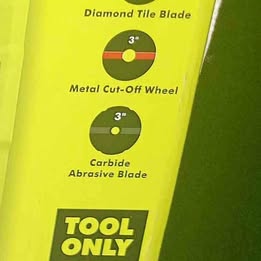 Diamond Tile Blade
3"
Metal Cut-Off Wheel
3"
Carbide
Abrasive Blade
TOOL
ONLY